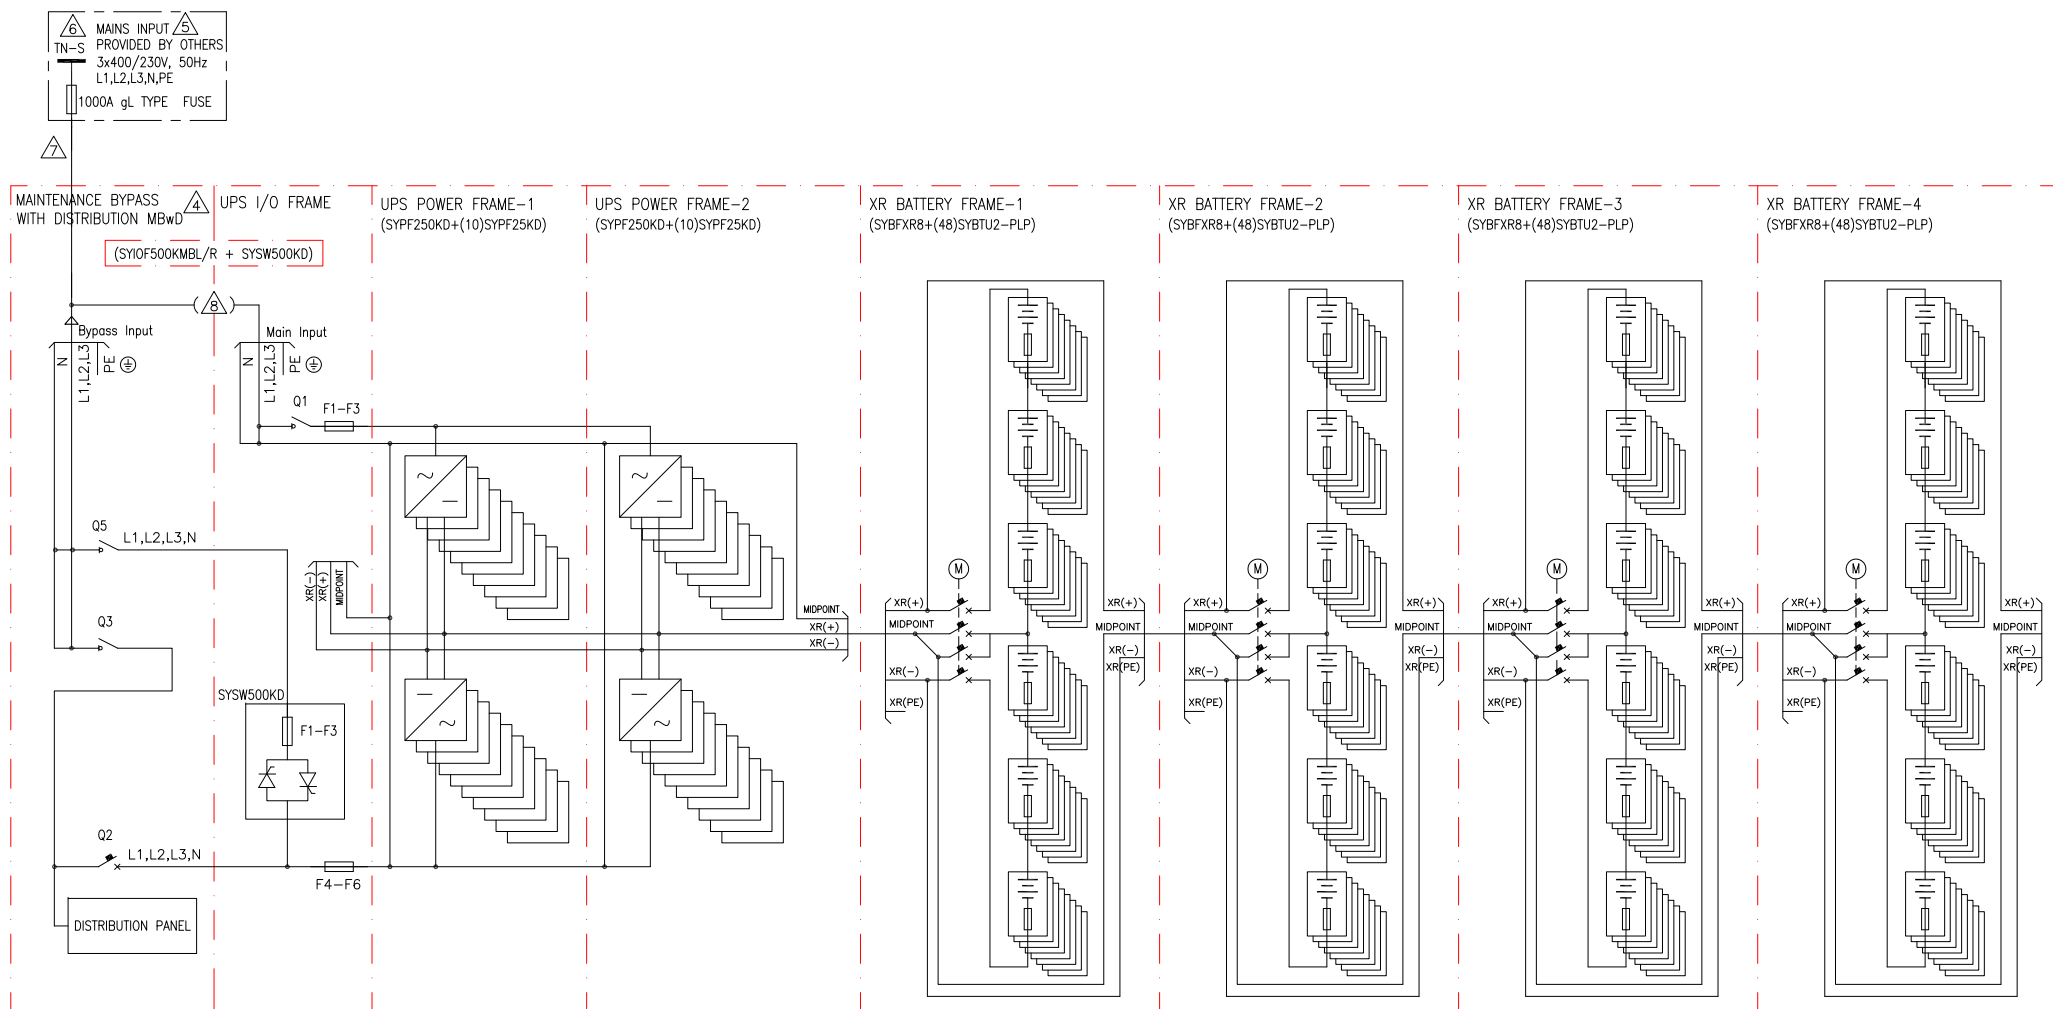 6
MAINS INPUT
5
TN-S
PROVIDED BY OTHERS
3x400/230V, 50Hz
L1,L2,L3,N,PE
1000A gL TYPE FUSE
7
MAINTENANCE BYPASS
WITH DISTRIBUTION MBwD
4
UPS I/O FRAME
(SYIOF500KMBL/R + SYSW500KD)
UPS POWER FRAME-1
(SYPF250KD+(10)SYPF25KD)
UPS POWER FRAME-2
(SYPF250KD+(10)SYPF25KD)
XR BATTERY FRAME-1
(SYBFXR8+(48)SYBTU2-PLP)
XR BATTERY FRAME-2
(SYBFXR8+(48)SYBTU2-PLP)
XR BATTERY FRAME-3
(SYBFXR8+(48)SYBTU2-PLP)
XR BATTERY FRAME-4
(SYBFXR8+(48)SYBTU2-PLP)
( 8 )
Bypass Input
N
L1,L2,L3
PE
Main Input
N
L1,L2,L3
PE
Q1
F1-F3
Q5
L1,L2,L3,N
Q3
XR(-)
XR(+)
MIDPOINT
SYSW500KD
F1-F3
Q2
L1,L2,L3,N
F4-F6
DISTRIBUTION PANEL
MIDPOINT
XR(+)
XR(-)
M
XR(+)
MIDPOINT
XR(-)
XR(PE)
XR(+)
MIDPOINT
XR(-)
XR(PE)
M
XR(+)
MIDPOINT
XR(-)
XR(PE)
XR(+)
MIDPOINT
XR(-)
XR(PE)
M
XR(+)
MIDPOINT
XR(-)
XR(PE)
XR(+)
MIDPOINT
XR(-)
XR(PE)
M
XR(+)
MIDPOINT
XR(-)
XR(PE)
XR(+)
MIDPOINT
XR(-)
XR(PE)